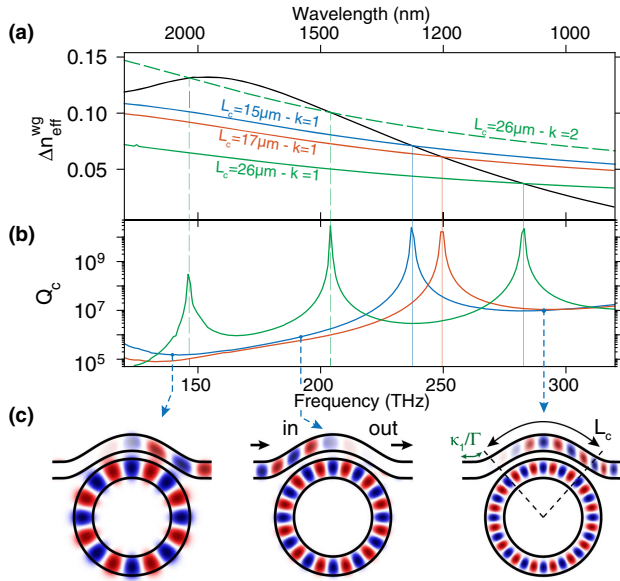 Wavelength (nm)
2000 1500 1200 1000
(a)
0.15
0.10
0.05
Δn_eff^wg
L_c=15μm - k=1
L_c=17μm - k=1
L_c=26μm - k=1
L_c=26μm - k=2
(b)
10^9
10^7
10^5
Q_c
150 200 250 300
Frequency (THz)
(c)
in out
κ_1/Γ
L_c